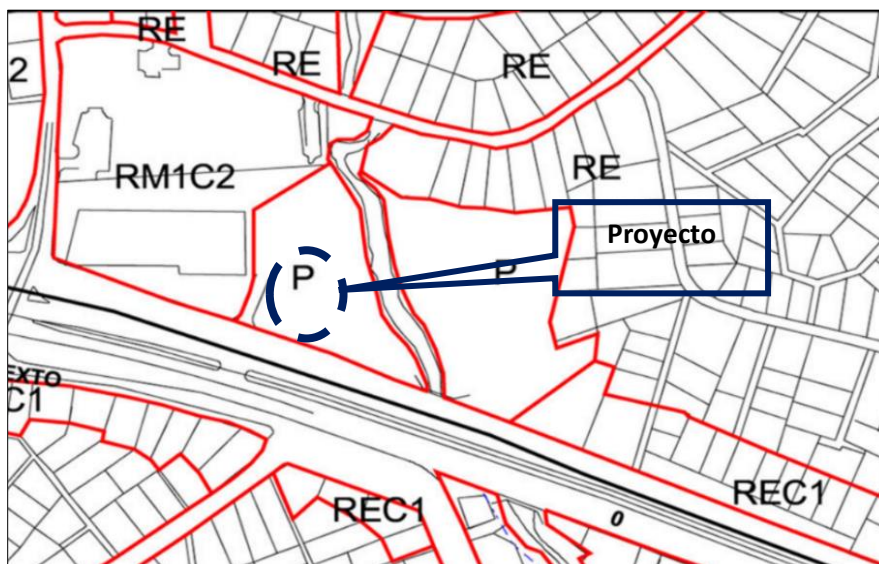 RE
RE
RE
2
RM1C2
RE
Proyecto
P
P
EXTO
C1
REC1
REC1
0